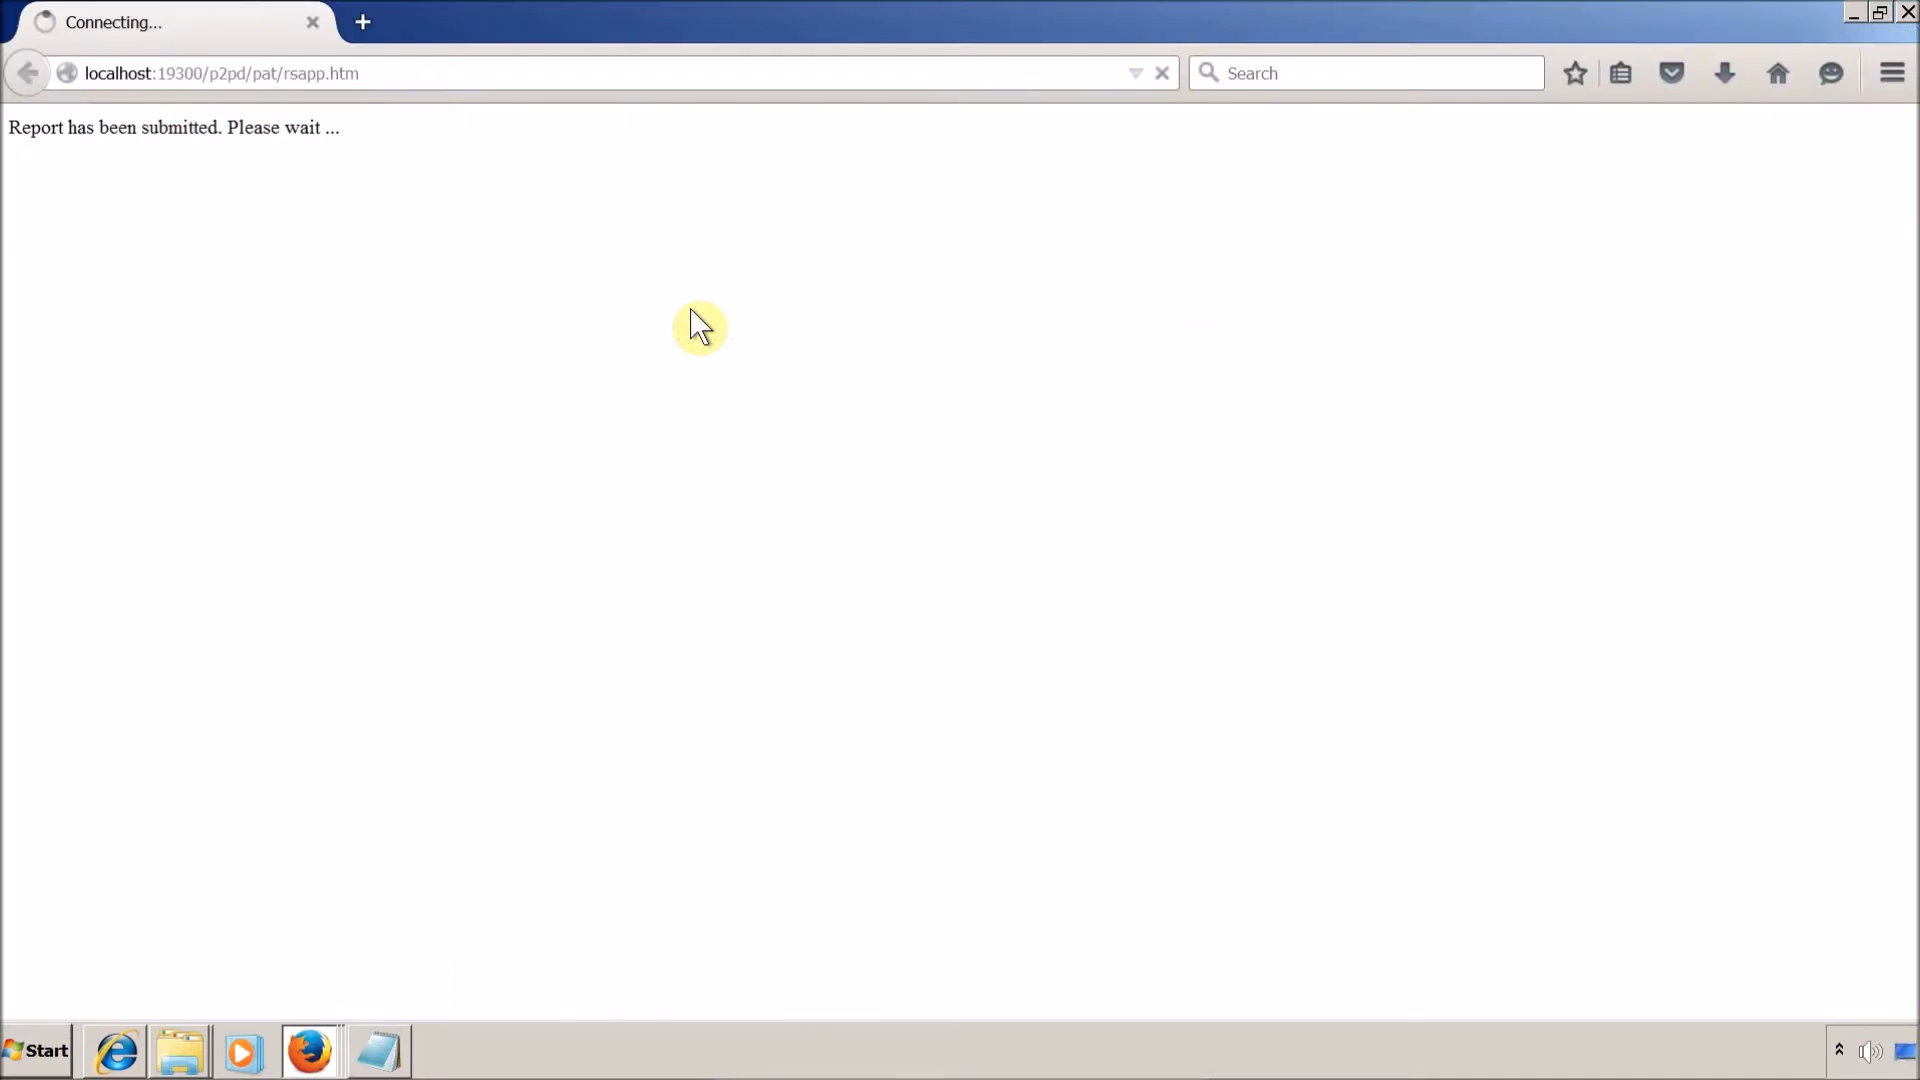 Connecting...
localhost:19300/p2pd/pat/rsapp.htm
Search
Report has been submitted. Please wait ...
Start